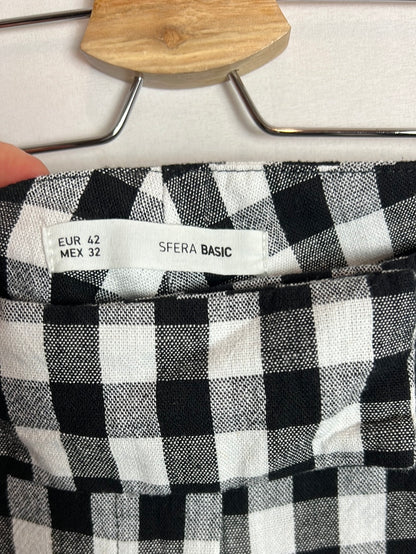 EUR 42
MEX 32
SFERA BASIC